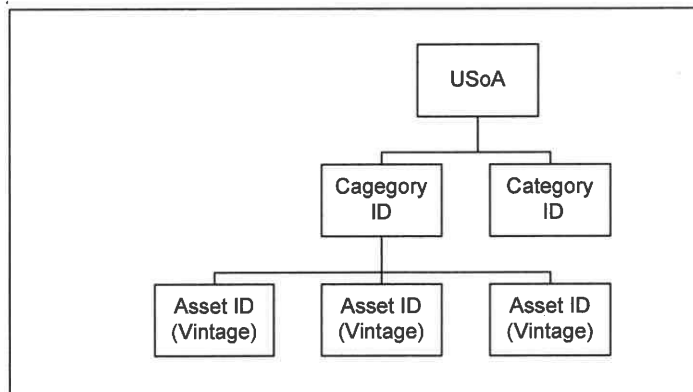 USoA
Cagegory
ID
Category
ID
Asset ID
(Vintage)
Asset ID
(Vintage)
Asset ID
(Vintage)